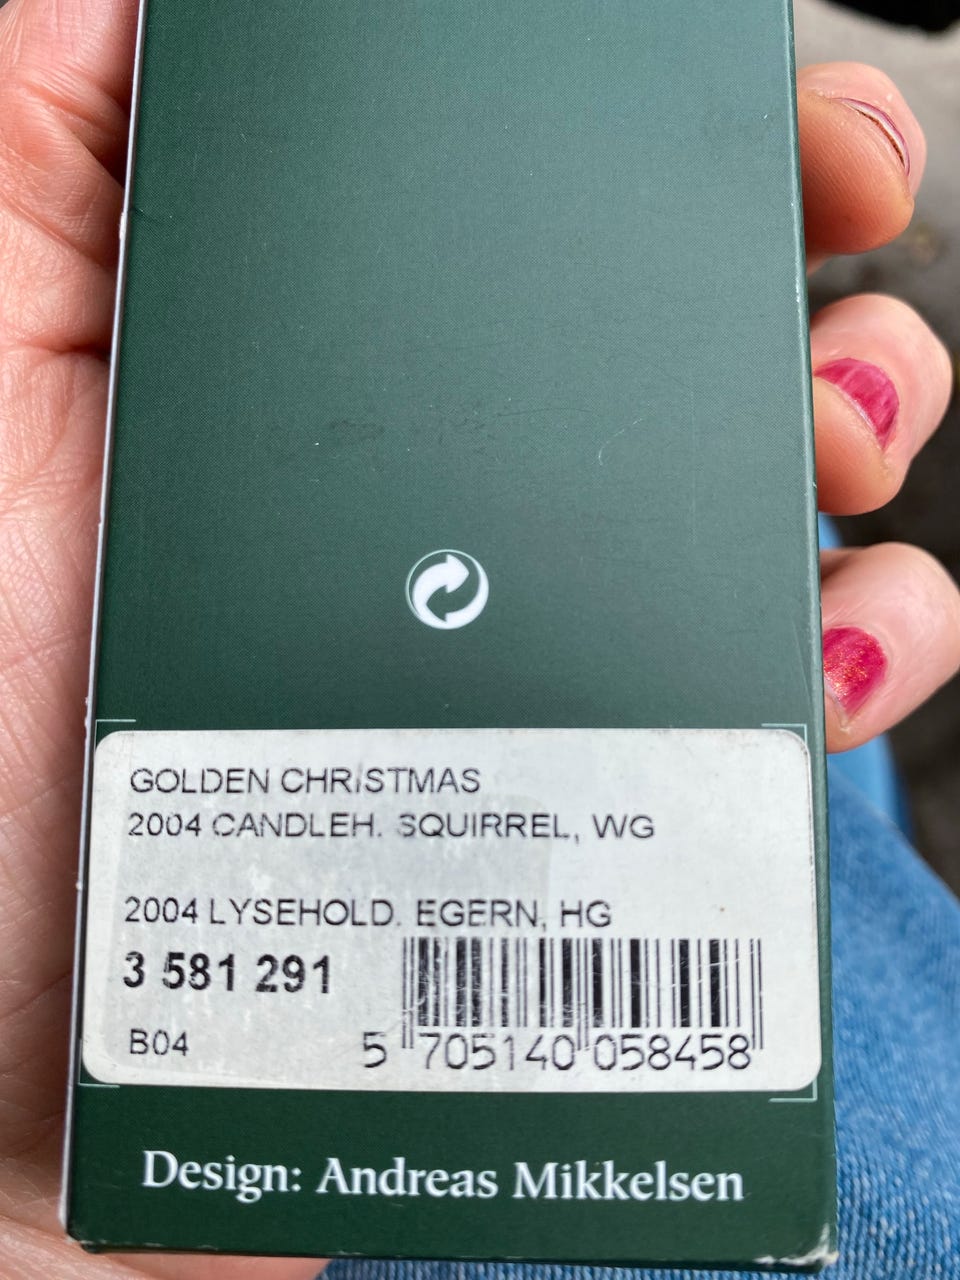 GOLDEN CHRISTMAS
2004 CANDLEH. SQUIRREL, WG
2004 LYSEHOLD. EGERN, HG
3 581 291
B04
5 705140 058458
Design: Andreas Mikkelsen